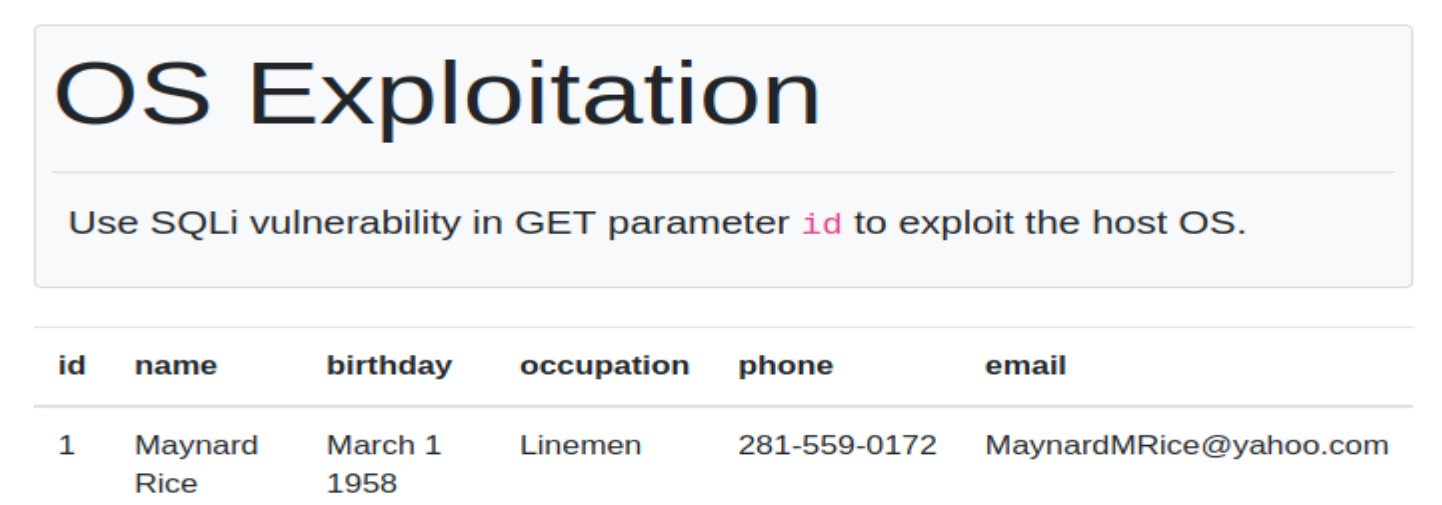 OS Exploitation
Use SQLi vulnerability in GET parameter id to exploit the host OS.
id name birthday occupation phone email
1 Maynard March 1 Linemen 281-559-0172 MaynardMRice@yahoo.com
Rice 1958